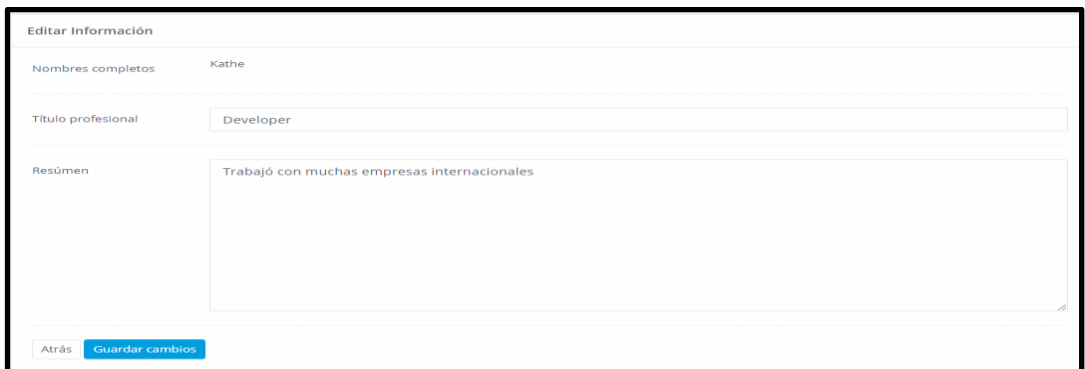 Editar Información
Nombres completos Kathe
Título profesional Developer
Resúmen Trabajó con muchas empresas internacionales
Atrás Guardar cambios